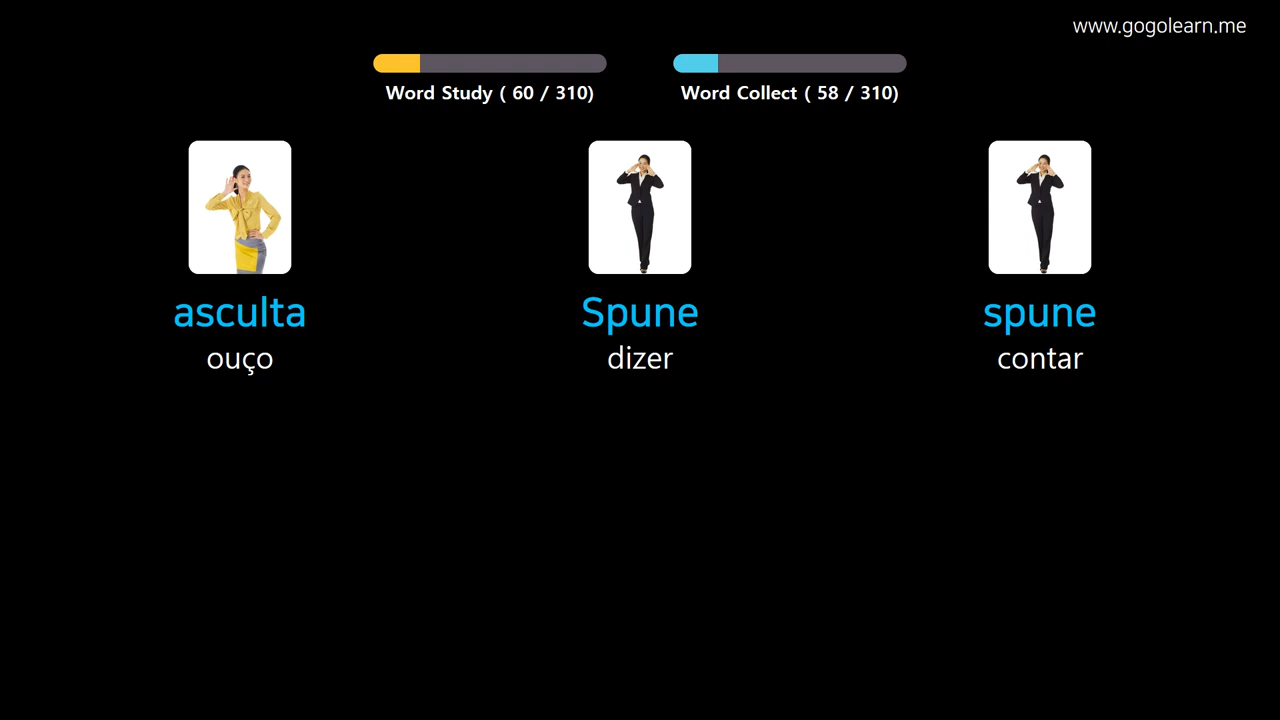 www.gogolearn.me
Word Study ( 60 / 310)
Word Collect ( 58 / 310)
asculta
Spune
spune
ouço
dizer
contar